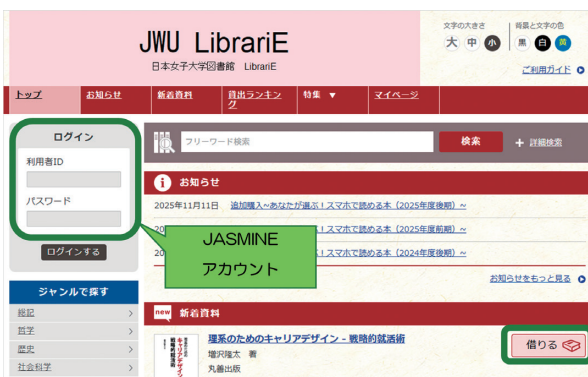 JWU LibrariE
日本女子大学図書館 LibrariE
文字の大きさ
大 中 小
背景と文字の色
黒 白 黄
ご利用ガイド
トップ
お知らせ
新着資料
貸出ランキン
グ
特集 ▼
マイページ
ログイン
利用者ID
パスワード
ログインする
JASMINE
アカウント
フリーワード検索
検索
+ 詳細検索
お知らせ
2025年11月11日 追加購入~あなたが選ぶ！スマホで読める本（2025年度後期）~
！スマホで読める本（2025年度前期）~
！スマホで読める本（2024年度後期）~
お知らせをもっと見る
ジャンルで探す
総記
哲学
歴史
社会科学
new 新着資料
理系のためのキャリアデザイン - 戦略的就活術
増沢隆太 著
丸善出版
借りる